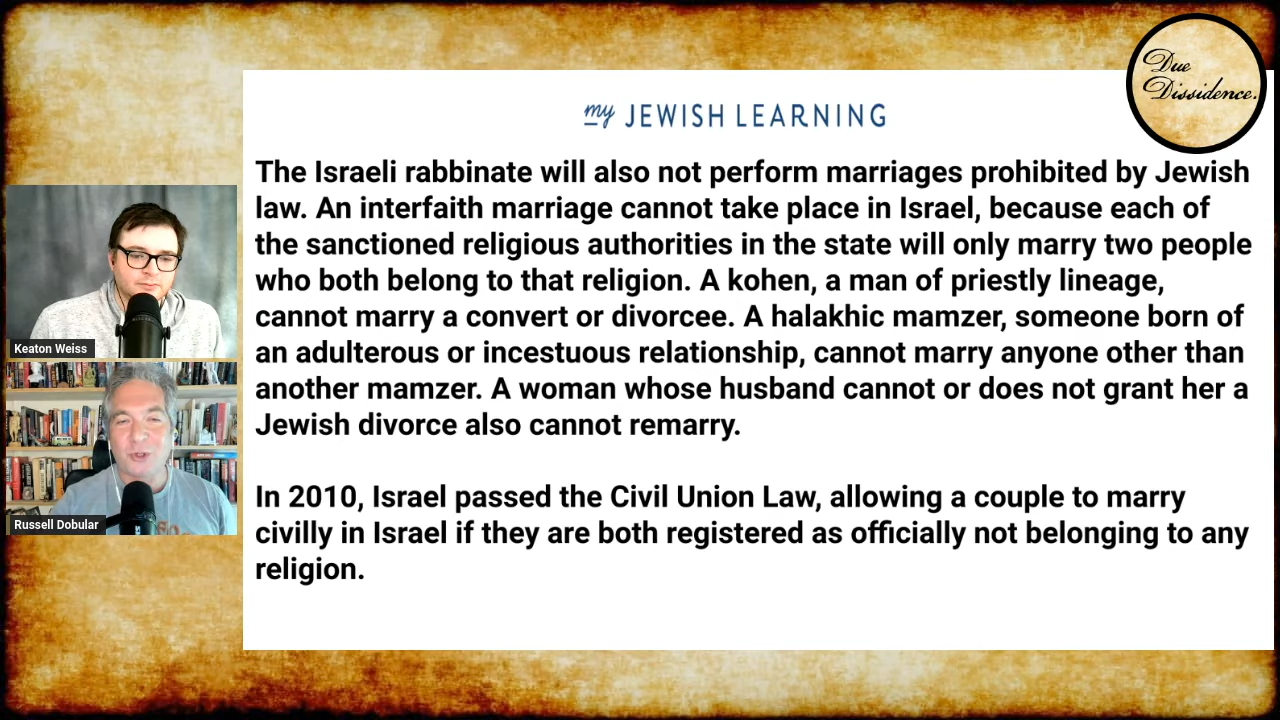 Due
Dissidence.
my JEWISH LEARNING
The Israeli rabbinate will also not perform marriages prohibited by Jewish
law. An interfaith marriage cannot take place in Israel, because each of
the sanctioned religious authorities in the state will only marry two people
who both belong to that religion. A kohen, a man of priestly lineage,
cannot marry a convert or divorcee. A halakhic mamzer, someone born of
an adulterous or incestuous relationship, cannot marry anyone other than
another mamzer. A woman whose husband cannot or does not grant her a
Jewish divorce also cannot remarry.
In 2010, Israel passed the Civil Union Law, allowing a couple to marry
civilly in Israel if they are both registered as officially not belonging to any
religion.
Keaton Weiss
Russell Dobular